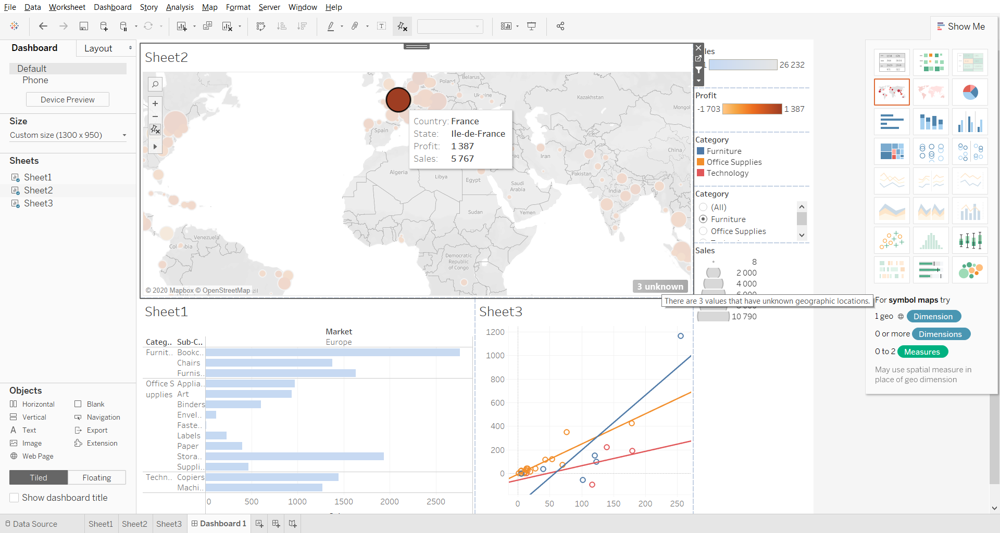 File Data Worksheet Dashboard Story Analysis Map Format Server Window Help
Show Me
Dashboard
Layout
Default
Phone
Device Preview
Size
Custom size (1300 x 950)
Sheets
Sheet1
Sheet2
Sheet3
Objects
Horizontal
Blank
Vertical
Navigation
Text
Export
Image
Extension
Web Page
Tiled
Floating
Show dashboard title
Sheet2
Poland
Belarus
Ukraine
Kazakhstan
Mongol
Spain
Iran
China
Algeria
Libya
Egypt
Pakistan
Saudi
Arabia
India
Sudan
Yemen
Venezuela
Democratic
Republic
of Congo
Country: France
State: Ile-de-France
Profit: 1 387
Sales: 5 767
© 2020 Mapbox © OpenStreetMap
3 unknown
There are 3 values that have unknown geographic locations.
les
26 232
Profit
-1 703
1 387
Category
Furniture
Office Supplies
Technology
Category
(All)
Furniture
Office Supplies
Sales
8
2 000
4 000
10 790
Sheet1
Market
Categ.. Sub-C.. Europe
Furnit.. Bookc..
Chairs
Furnis..
Office S Applia..
upplies Art
Binders
Envel..
Faste..
Labels
Paper
Stora..
Suppli..
Techn.. Copiers
Machi..
0 500 1000 1500 2000 2500
Sheet3
1200
1000
800
600
400
200
0
0 50 100 150 200 250
For symbol maps try
1 geo Dimension
0 or more Dimensions
0 to 2 Measures
May use spatial measure in
place of geo dimension
Data Source Sheet1 Sheet2 Sheet3 Dashboard 1